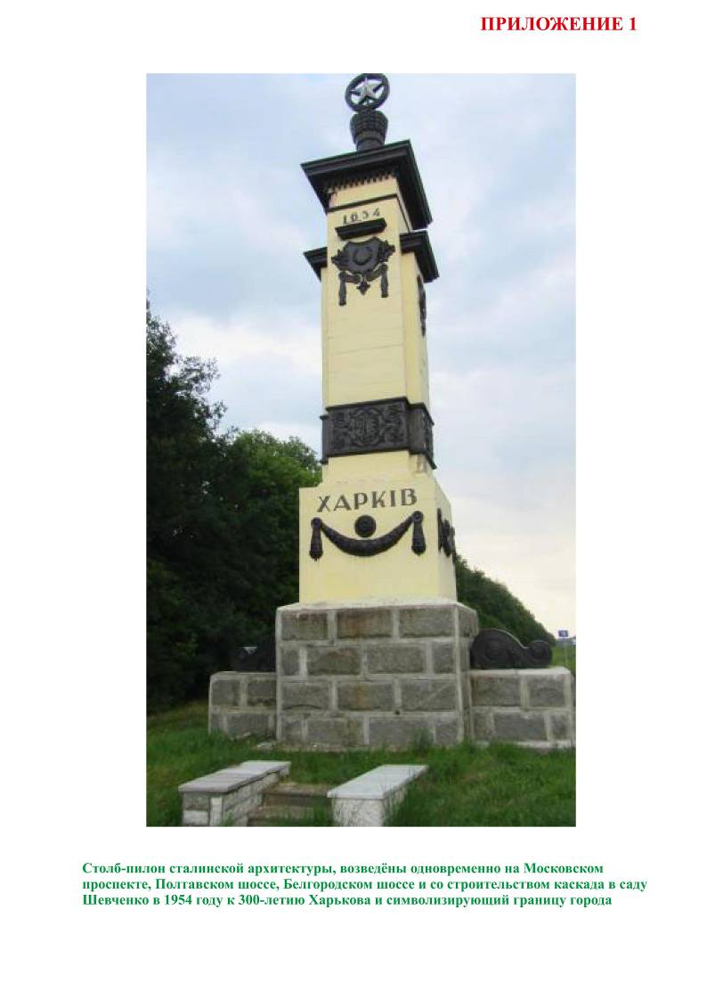 ПРИЛОЖЕНИЕ 1
1654
ХАРКІВ
Столб-пилон сталинской архитектуры, возведёны одновременно на Московском
проспекте, Полтавском шоссе, Белгородском шоссе и со строительством каскада в саду
Шевченко в 1954 году к 300-летию Харькова и символизирующий границу города